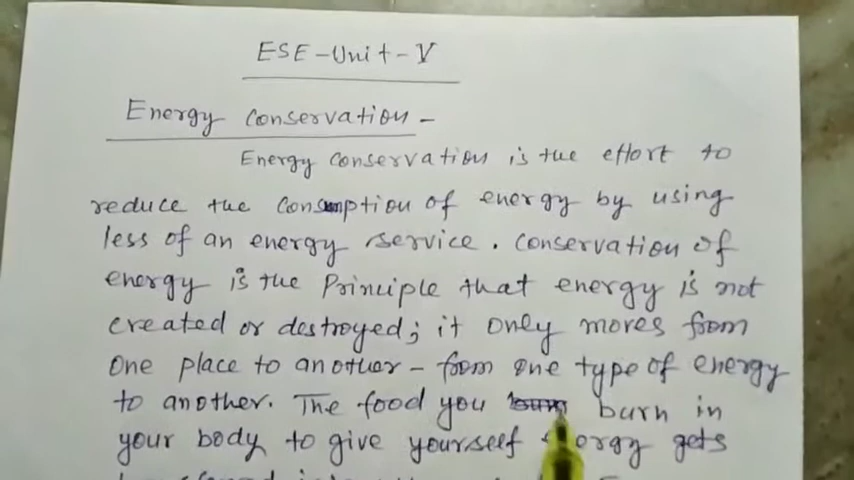 ESE-Unit-V
Energy Conservation -
Energy conservation is the effort to
reduce the consumption of energy by using
less of an energy service. Conservation of
energy is the Principle that energy is not
created or destroyed; it only moves from
one place to another - from one type of energy
to another. The food you burn in
your body to give yourself energy gets